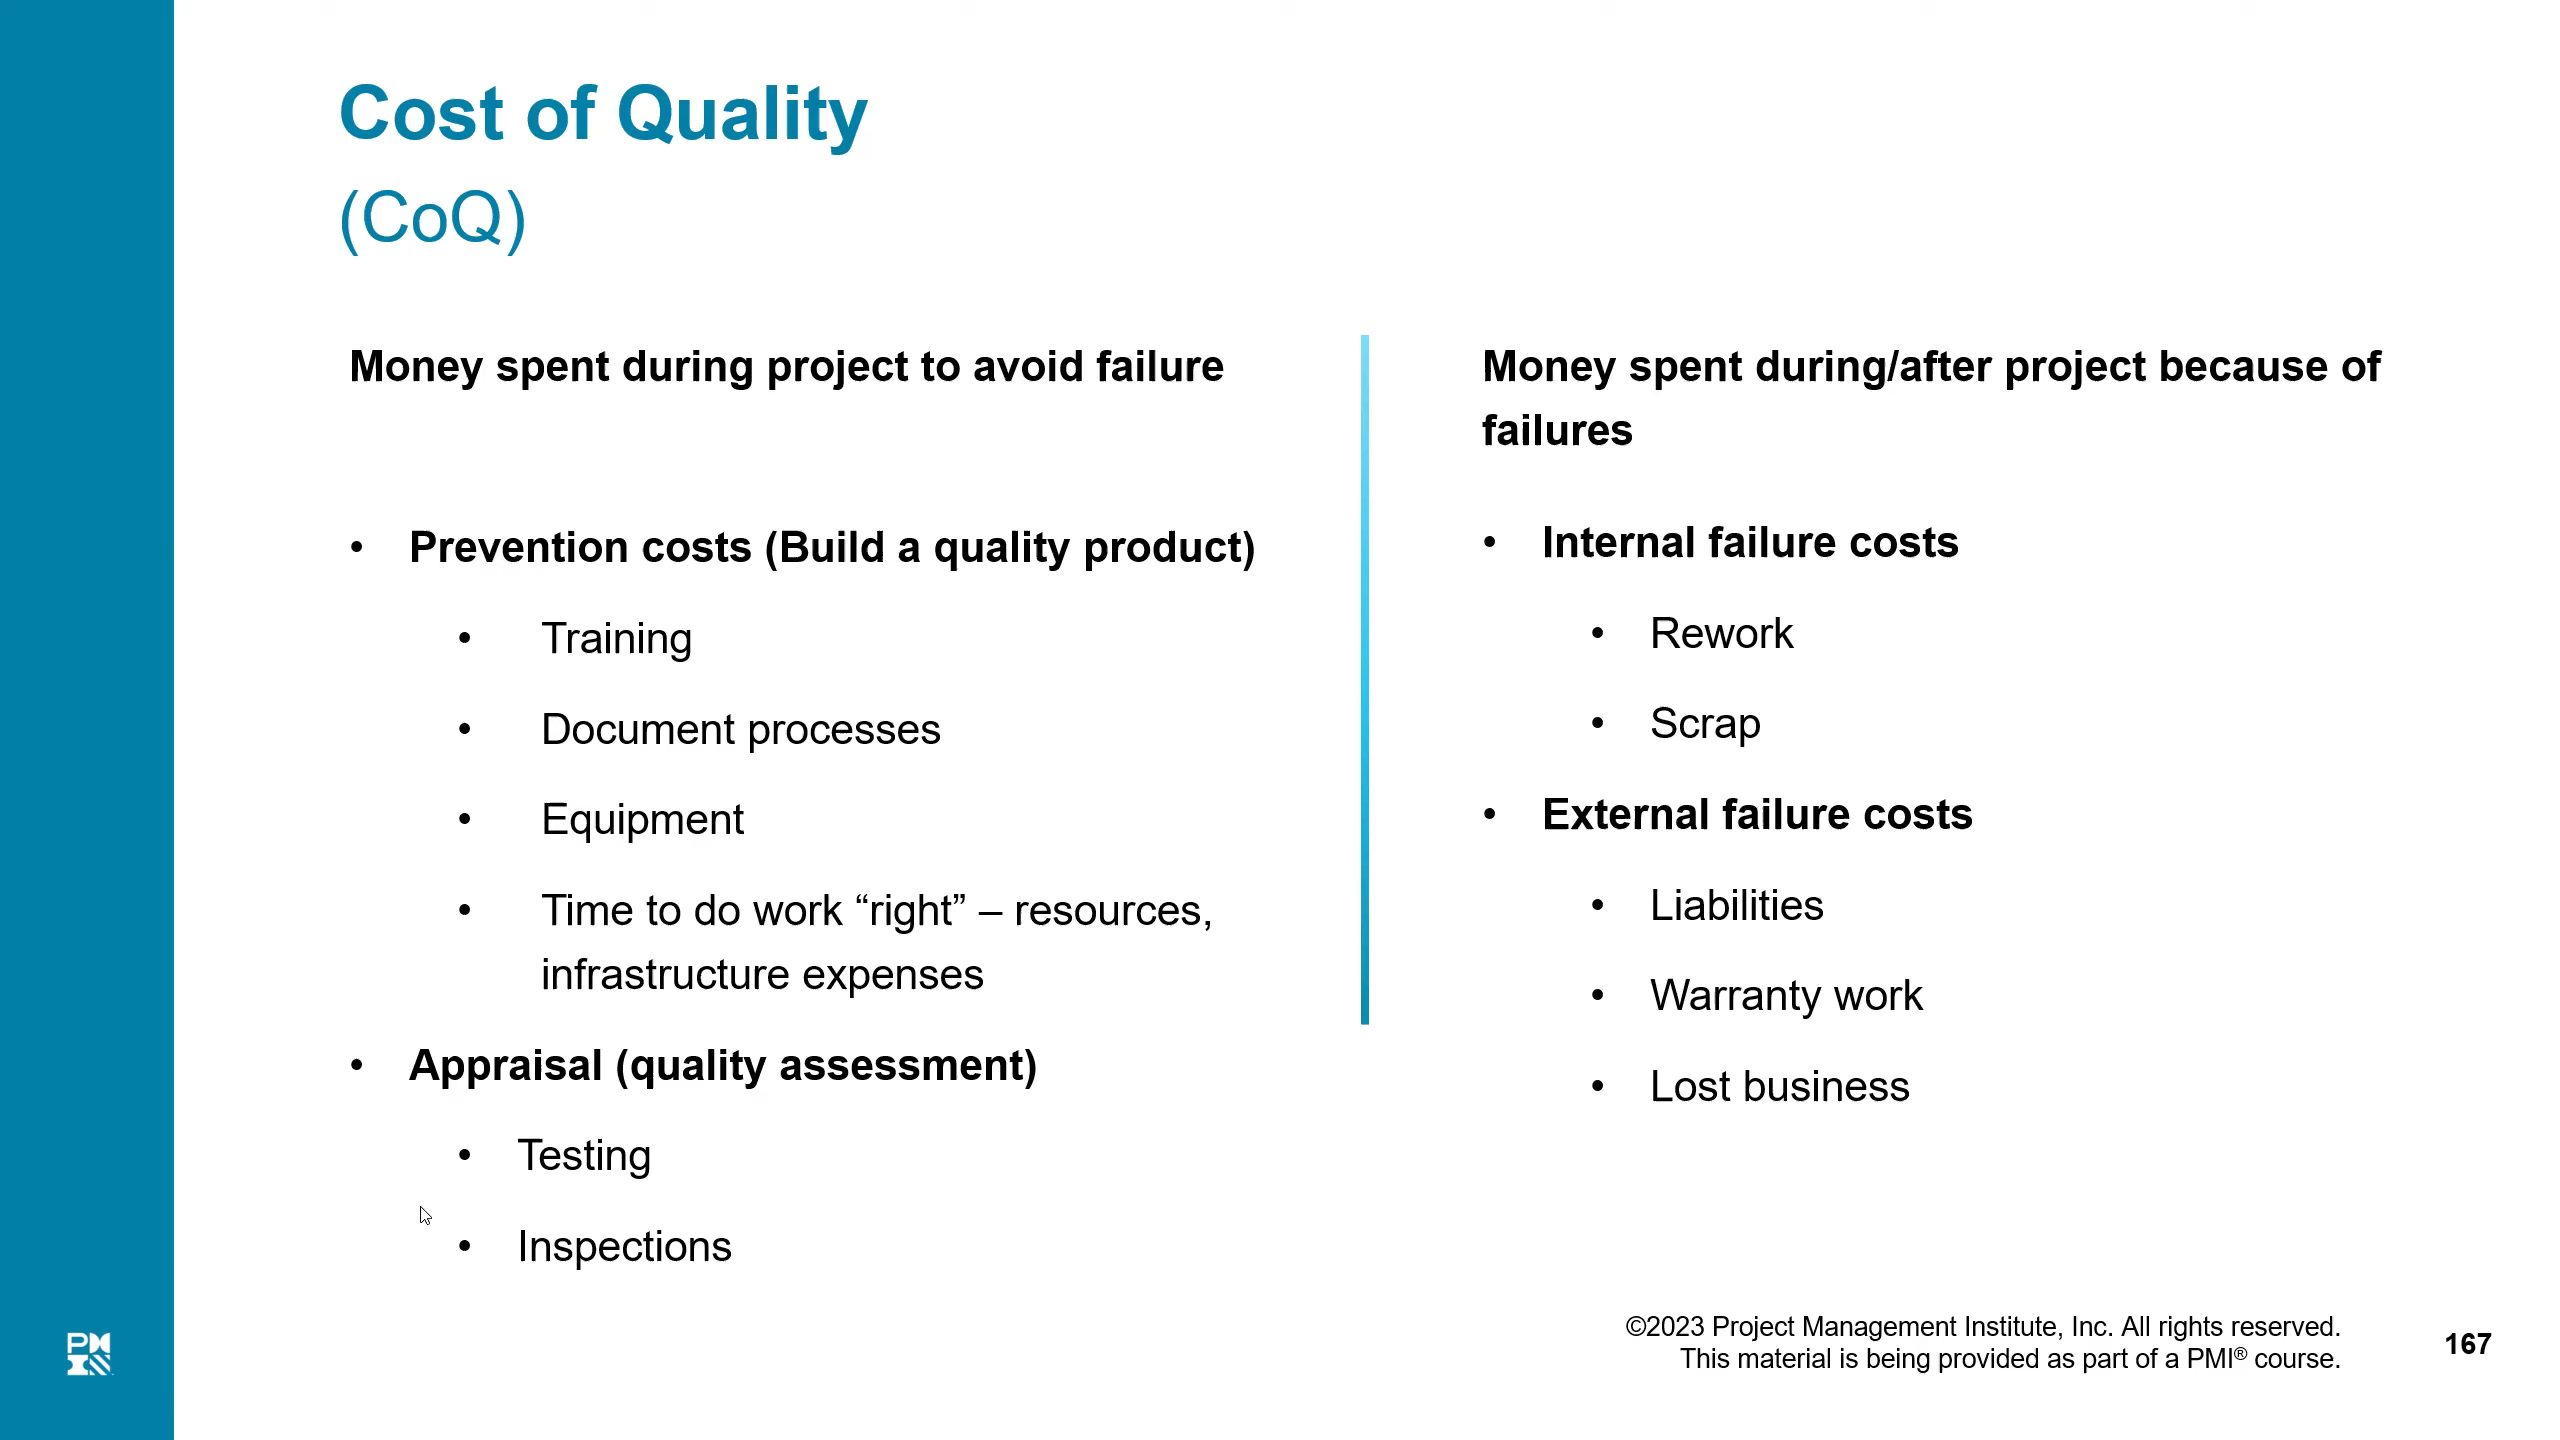 Cost of Quality
(CoQ)
Money spent during project to avoid failure
• Prevention costs (Build a quality product)
• Training
• Document processes
• Equipment
• Time to do work “right” – resources,
infrastructure expenses
• Appraisal (quality assessment)
• Testing
• Inspections
Money spent during/after project because of
failures
• Internal failure costs
• Rework
• Scrap
• External failure costs
• Liabilities
• Warranty work
• Lost business
PMI
©2023 Project Management Institute, Inc. All rights reserved.
This material is being provided as part of a PMI® course.
167